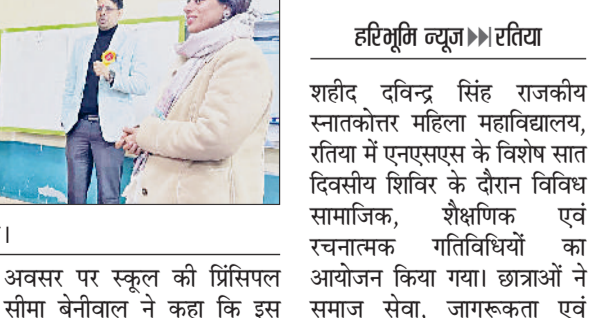 ।
अवसर पर स्कूल की प्रिंसिपल
सीमा बेनीवाल ने कहा कि इस
हरिभूमि न्यूज▶▶| रतिया
शहीद दविन्द्र सिंह राजकीय
स्नातकोत्तर महिला महाविद्यालय,
रतिया में एनएसएस के विशेष सात
दिवसीय शिविर के दौरान विविध
सामाजिक, शैक्षणिक एवं
रचनात्मक गतिविधियों का
आयोजन किया गया। छात्राओं ने
समाज सेवा, जागरूकता एवं